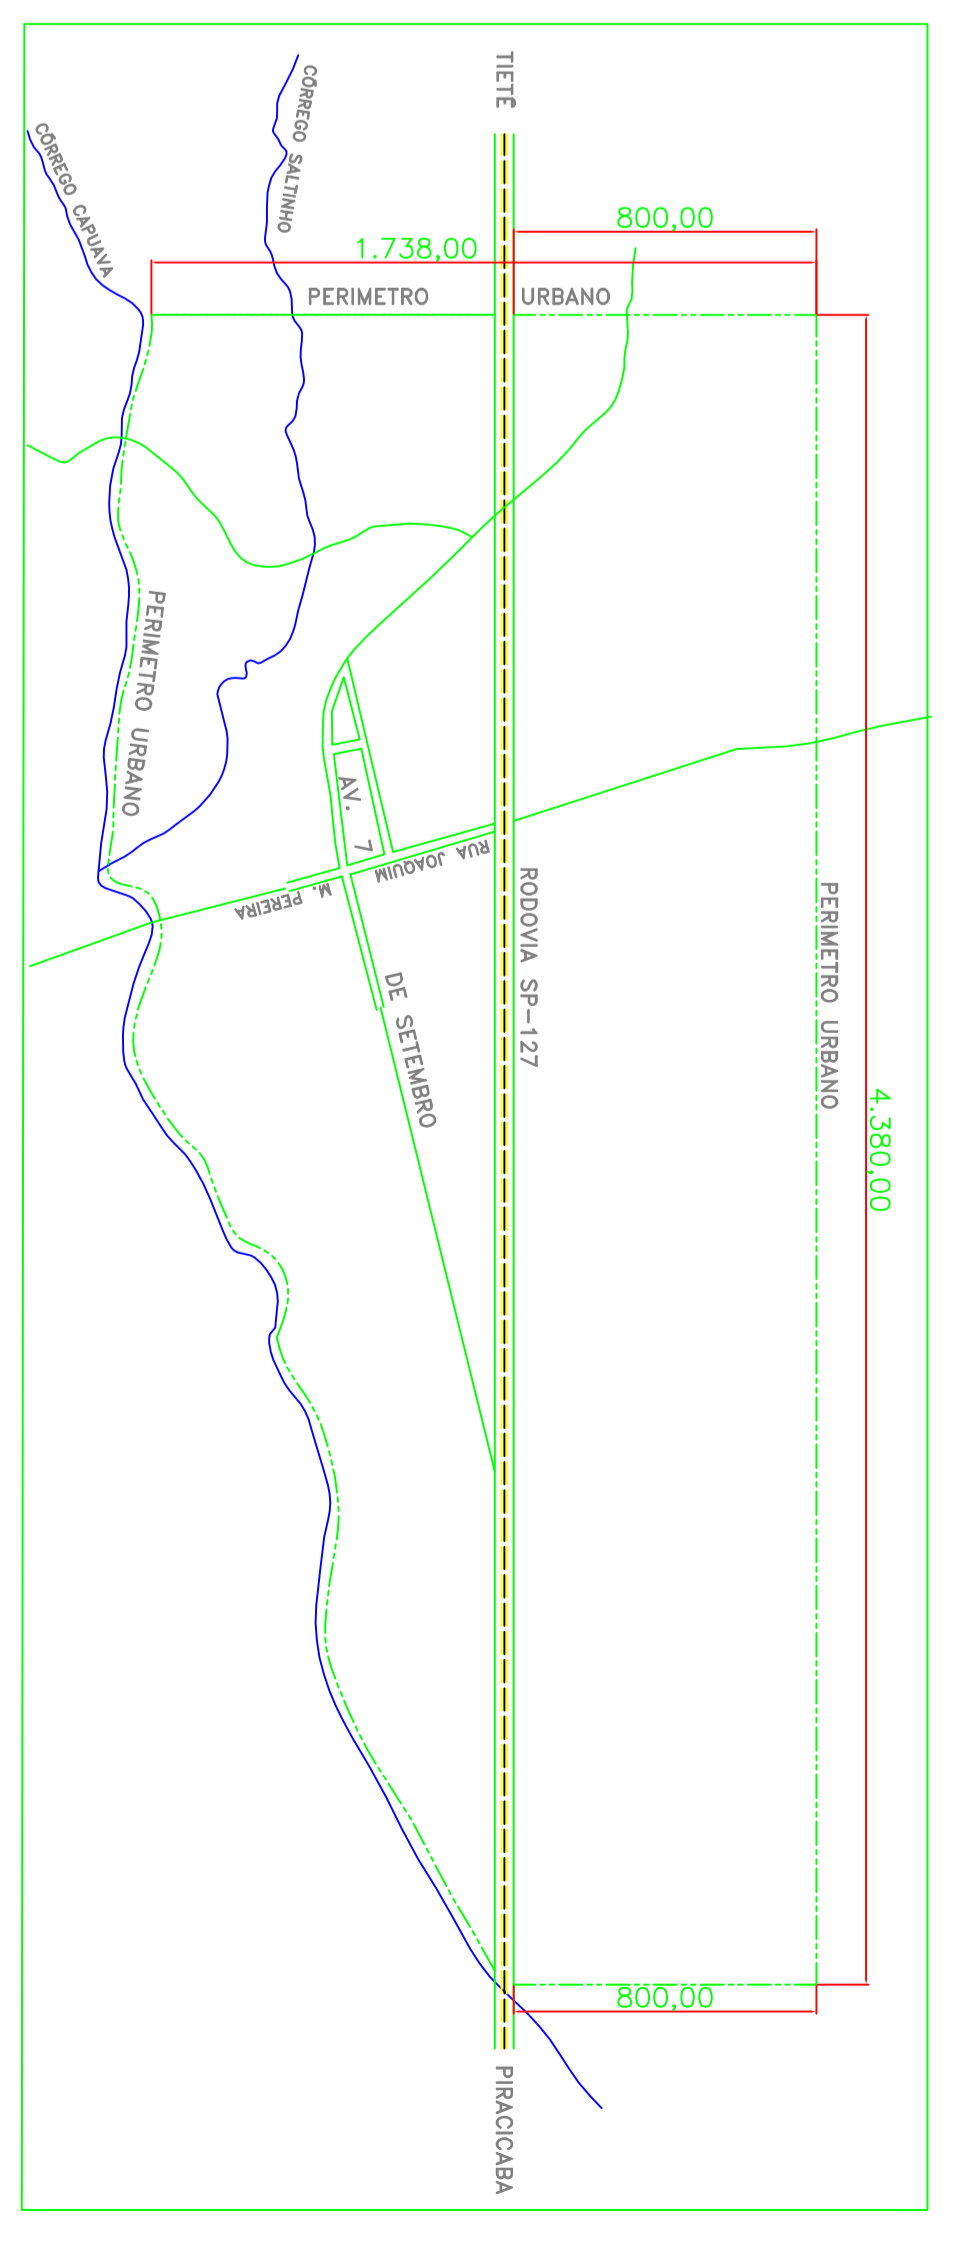 TIETÊ
CÓRREGO SALTINHO
CÓRREGO CAPUAVA
800,00
1.738,00
PERIMETRO URBANO
PERIMETRO URBANO
AV. 7 DE SETEMBRO
RUA JOAQUIM M. PEREIRA
RODOVIA SP-127
PERIMETRO URBANO
4.380,00
800,00
PIRACICABA